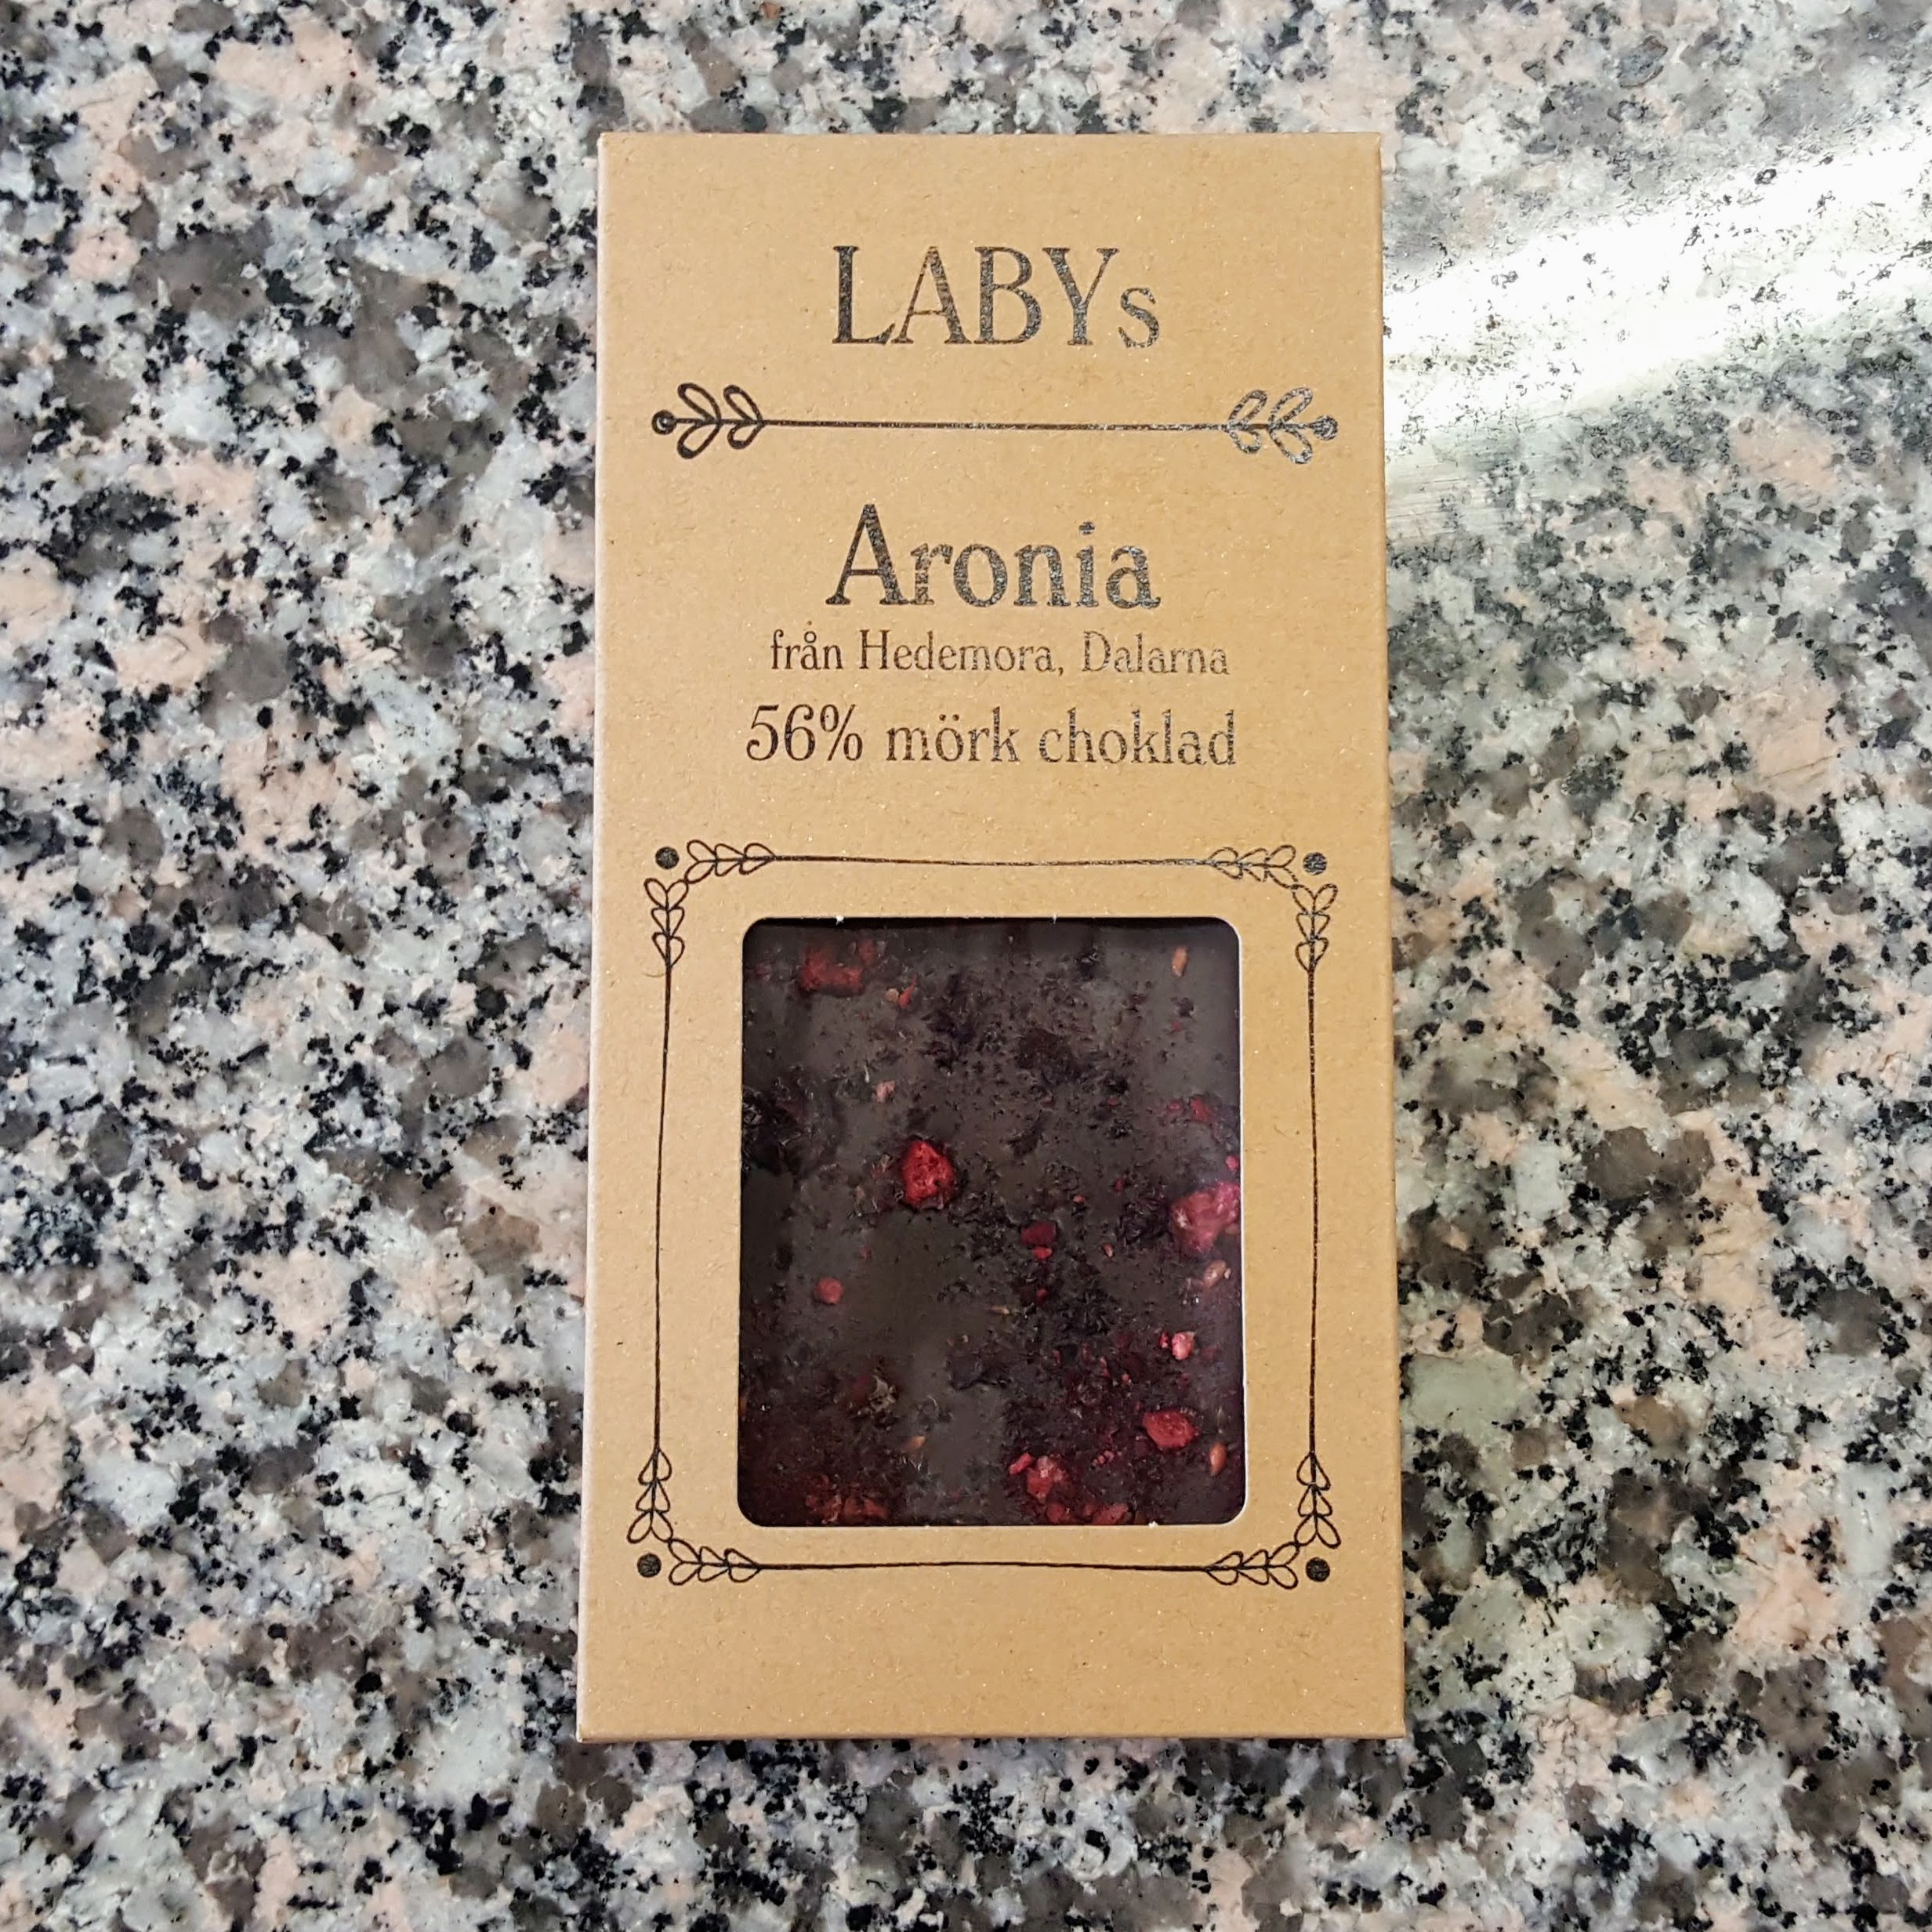 LABYs
Aronia
från Hedemora, Dalarna
56% mörk choklad